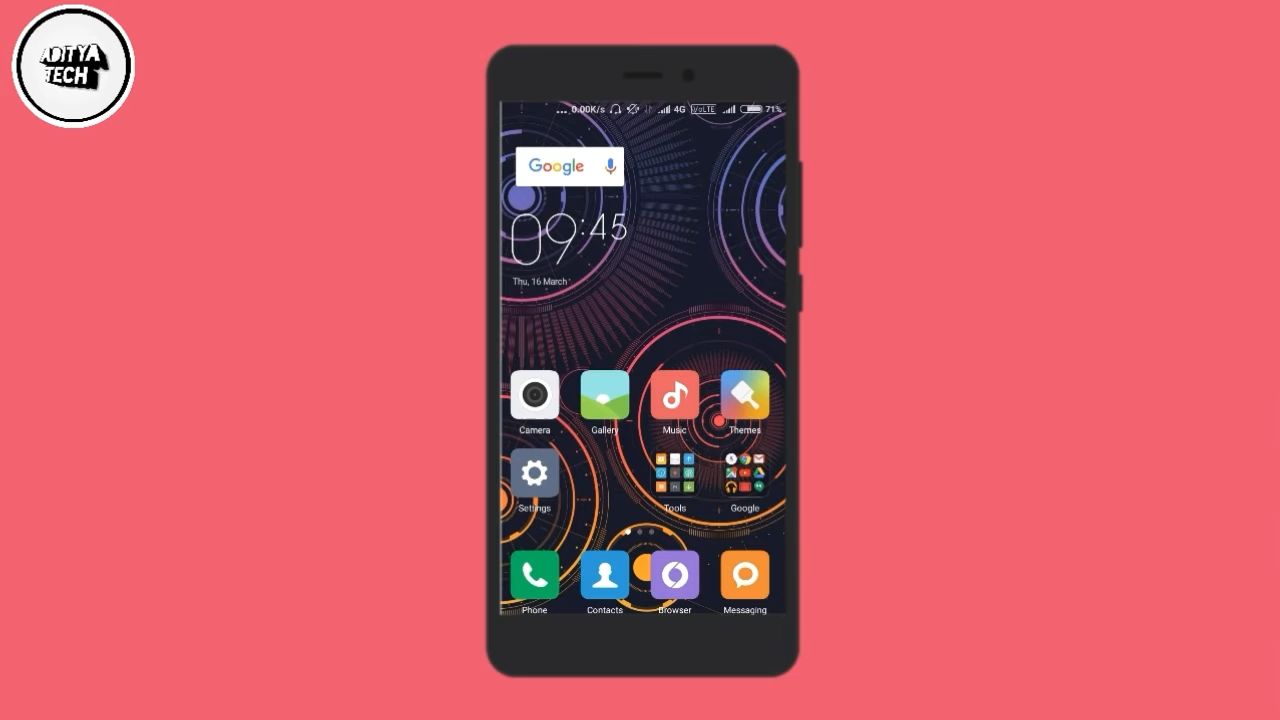 ADITYA
TECH
... 0.00K/s 4G VoLTE 71%
Google
09:45
Thu, 16 March
Camera Gallery Music Themes
Settings Tools Google
Phone Contacts Browser Messaging